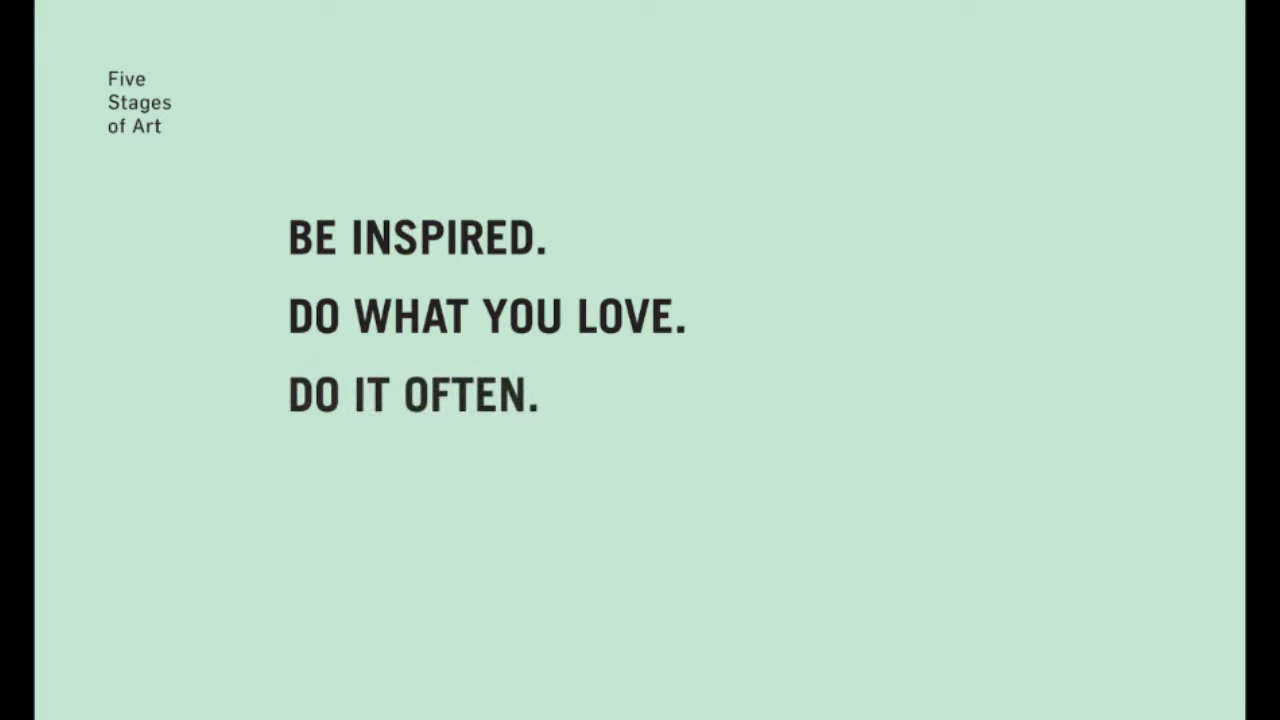 Five
Stages
of Art
BE INSPIRED.
DO WHAT YOU LOVE.
DO IT OFTEN.